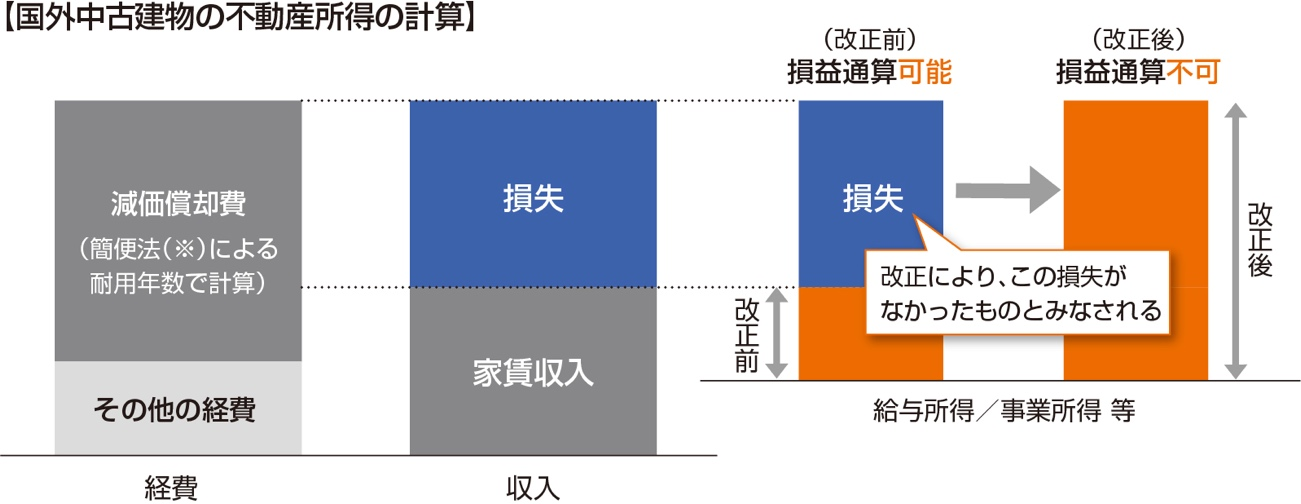 【国外中古建物の不動産所得の計算】
（改正前）
損益通算可能
（改正後）
損益通算不可
減価償却費
（簡便法（※）による
耐用年数で計算）
その他の経費
経費
損失
家賃収入
収入
損失
改正により、この損失が
なかったものとみなされる
改正前
改正後
給与所得／事業所得 等